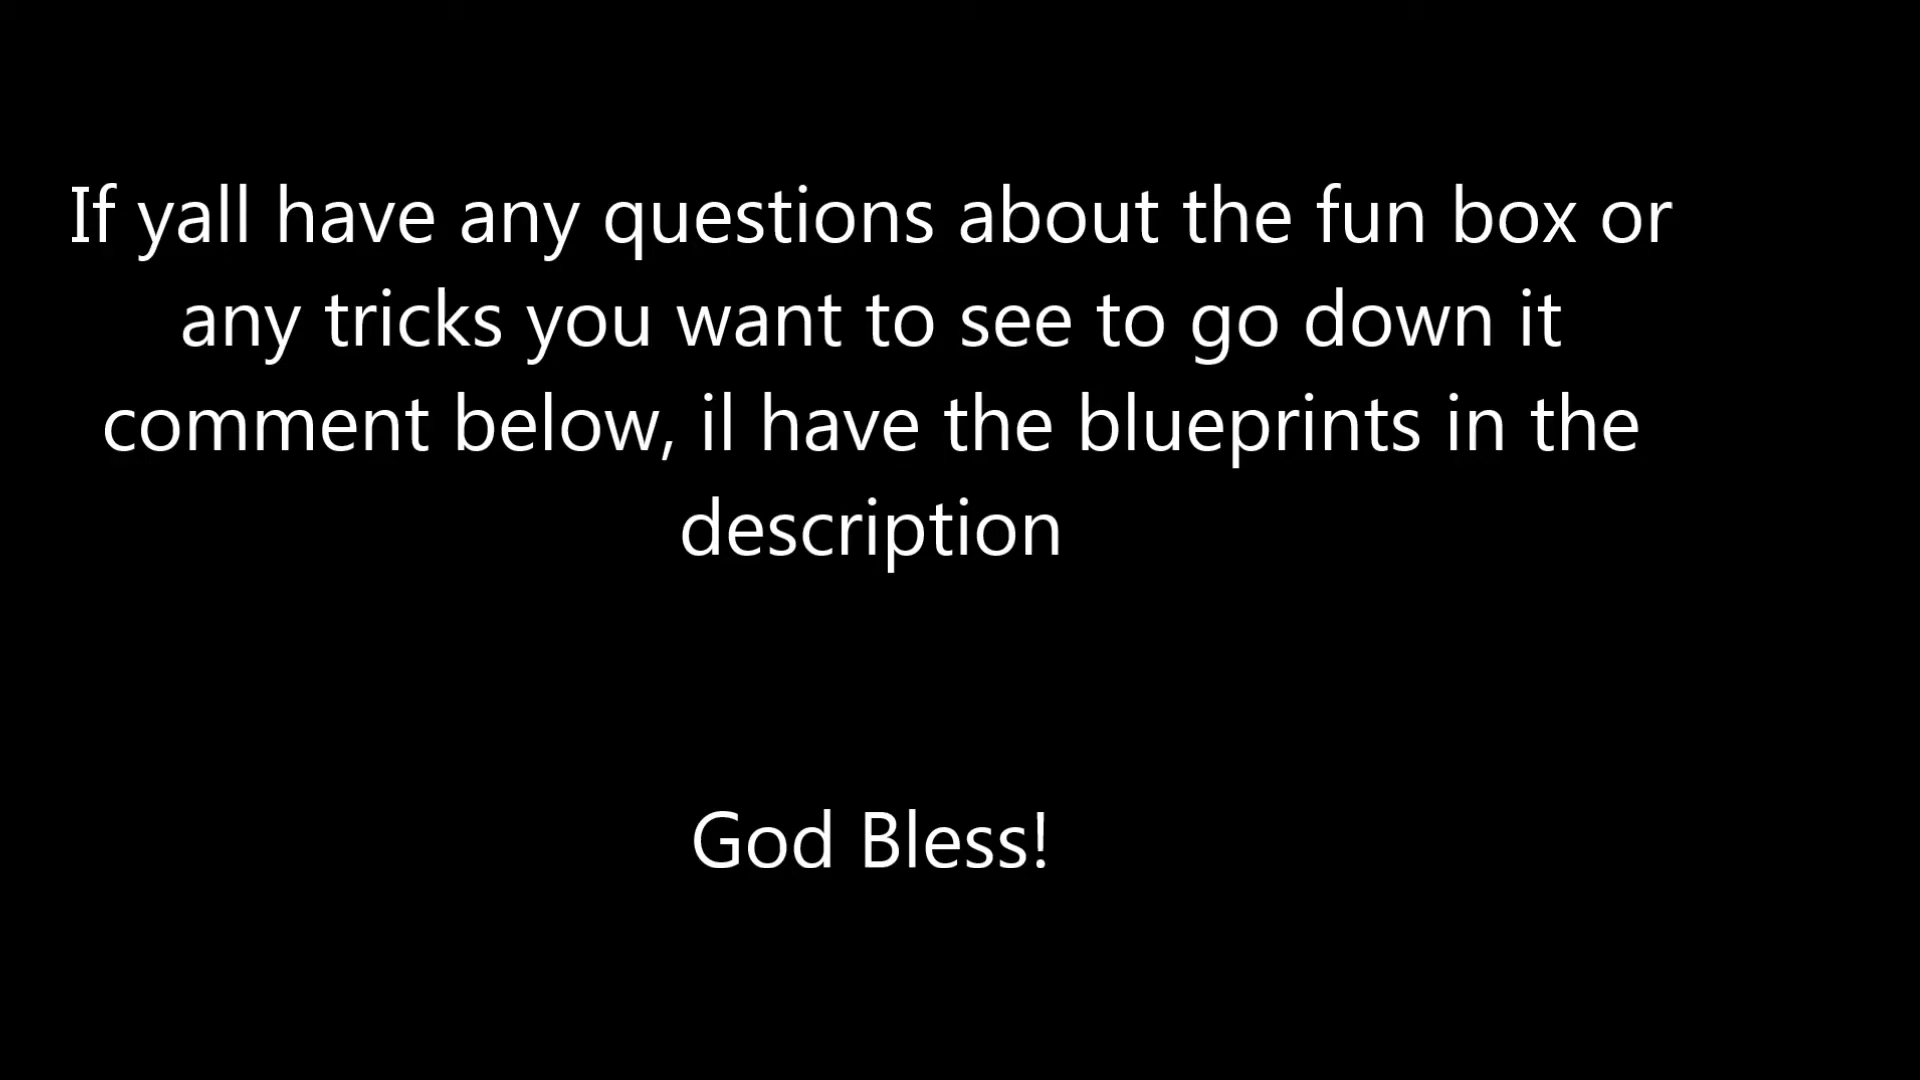 If yall have any questions about the fun box or
any tricks you want to see to go down it
comment below, il have the blueprints in the
description
God Bless!